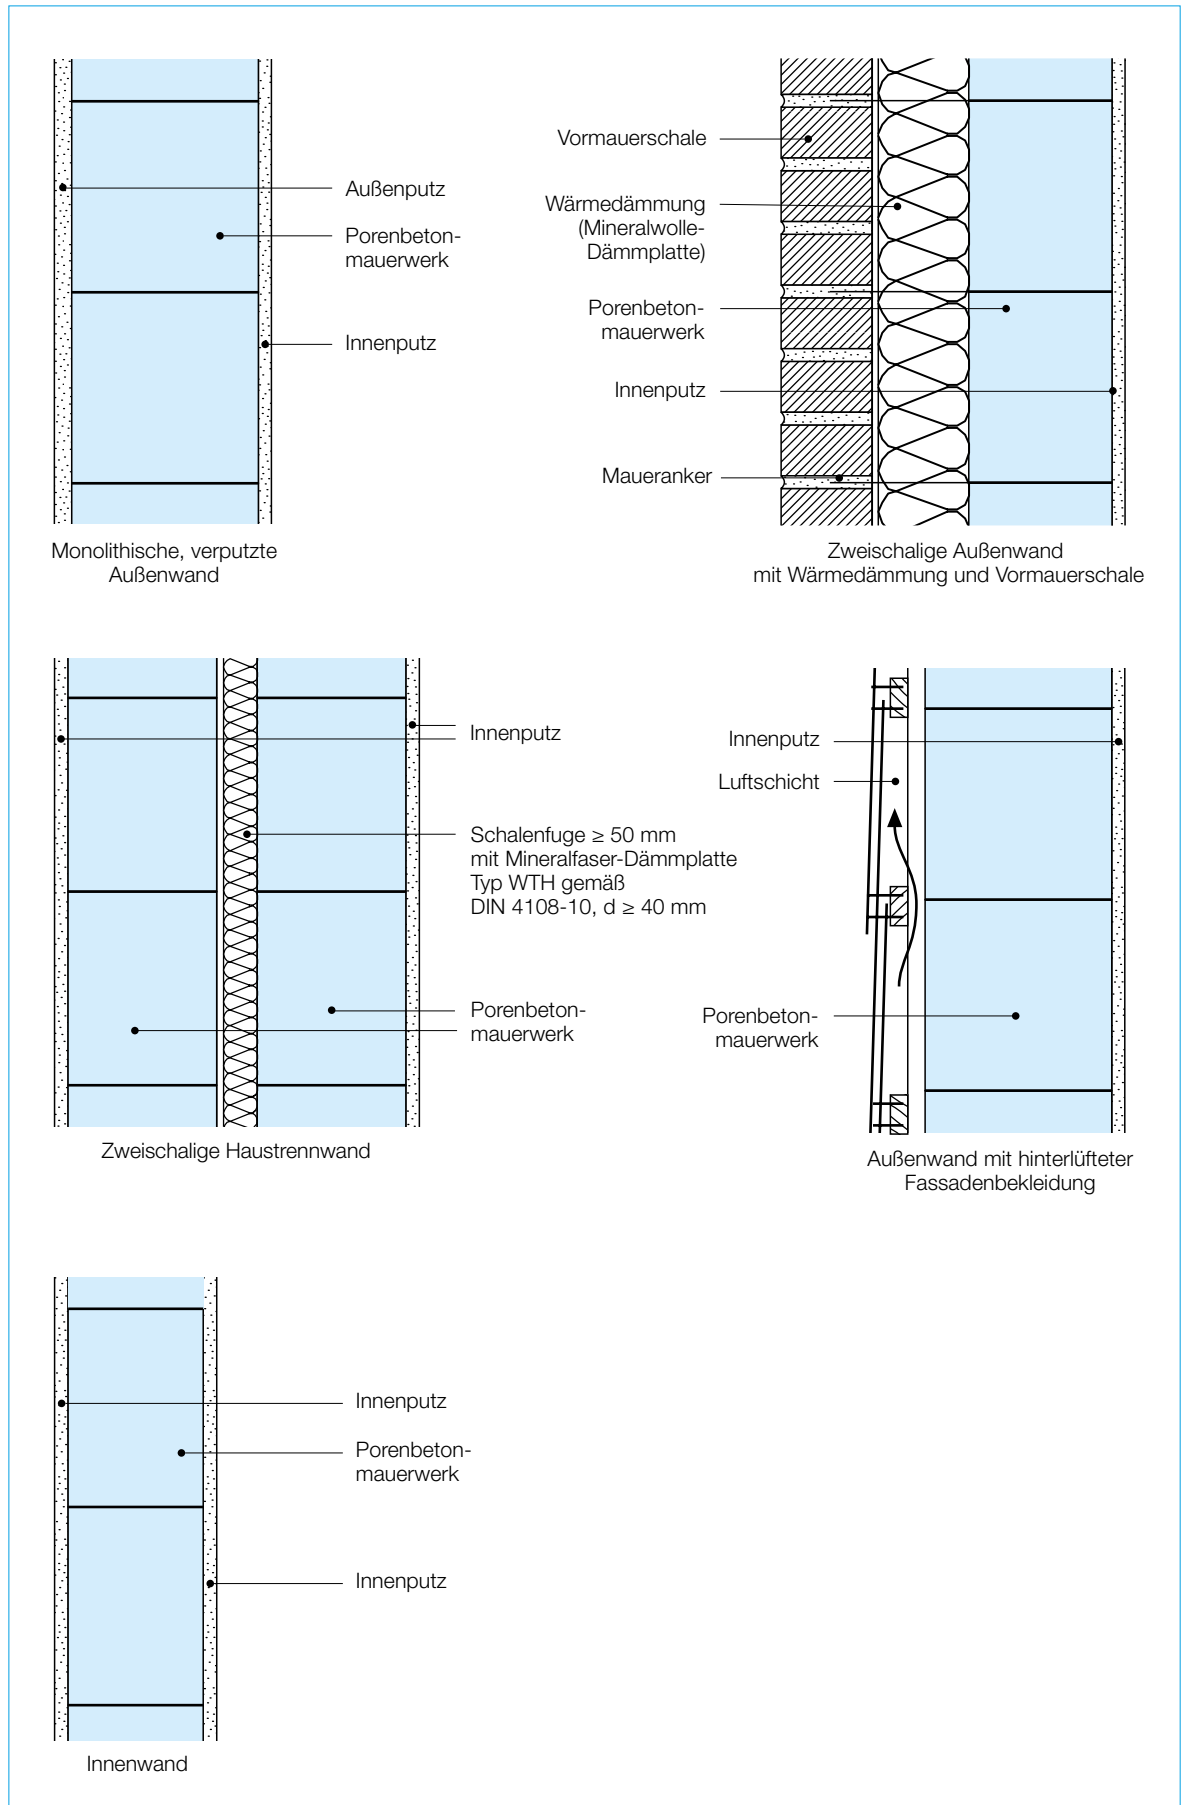 Außenputz
Porenbeton-
mauerwerk
Innenputz
Monolithische, verputzte
Außenwand
Vormauerschale
Wärmedämmung
(Mineralwolle-
Dämmplatte)
Porenbeton-
mauerwerk
Innenputz
Maueranker
Zweischalige Außenwand
mit Wärmedämmung und Vormauerschale
Innenputz
Schalenfuge ≥ 50 mm
mit Mineralfaser-Dämmplatte
Typ WTH gemäß
DIN 4108-10, d ≥ 40 mm
Porenbeton-
mauerwerk
Zweischalige Haustrennwand
Innenputz
Luftschicht
Porenbeton-
mauerwerk
Außenwand mit hinterlüfteter
Fassadenbekleidung
Innenputz
Porenbeton-
mauerwerk
Innenputz
Innenwand